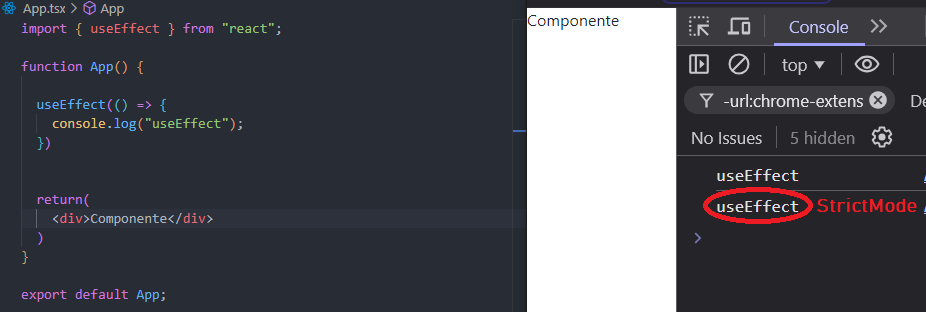 App.tsx > App
import { useEffect } from "react";
function App() {
useEffect(() => {
console.log("useEffect");
})
return(
<div>Componente</div>
)
}
export default App;
Componente
Console
top
-url:chrome-extens
De
No Issues
5 hidden
useEffect
useEffect StrictMode
>